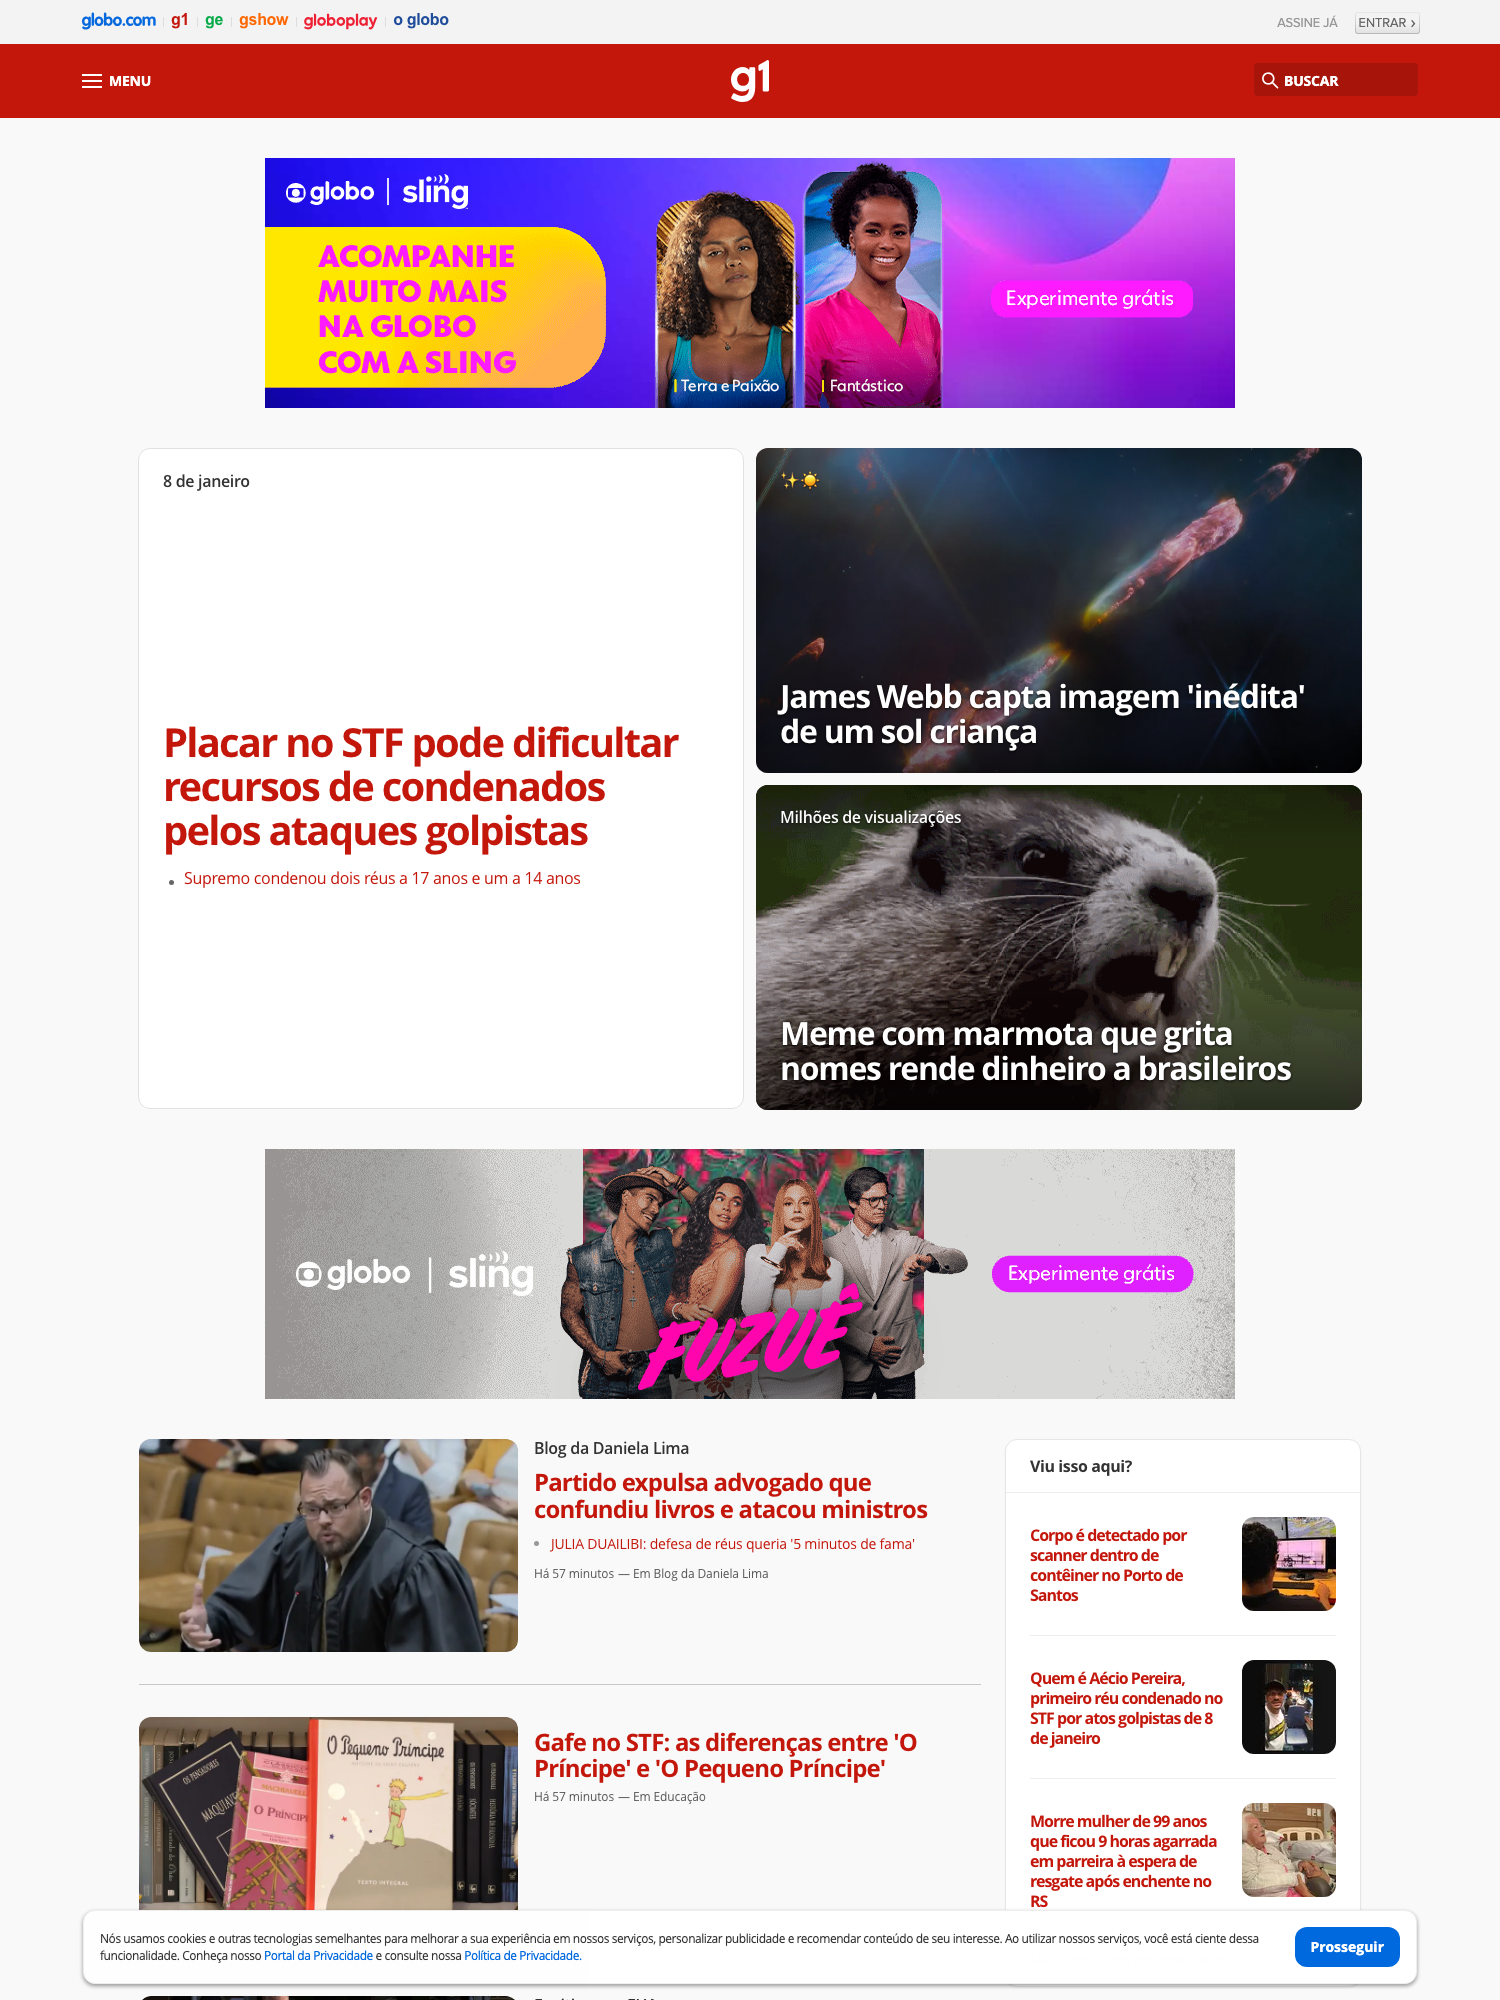 globo.com g1 ge gshow globoplay o globo
ASSINE JÁ ENTRAR ›
MENU
g1
BUSCAR
globo | sling
ACOMPANHE
MUITO MAIS
NA GLOBO
COM A SLING
Terra e Paixão
Fantástico
Experimente grátis
8 de janeiro
Placar no STF pode dificultar
recursos de condenados
pelos ataques golpistas
Supremo condenou dois réus a 17 anos e um a 14 anos
✨☀️
James Webb capta imagem 'inédita'
de um sol criança
Milhões de visualizações
Meme com marmota que grita
nomes rende dinheiro a brasileiros
globo | sling
FUZUÊ
Experimente grátis
Blog da Daniela Lima
Partido expulsa advogado que
confundiu livros e atacou ministros
JULIA DUAILIBI: defesa de réus queria '5 minutos de fama'
Há 57 minutos — Em Blog da Daniela Lima
OS PENSADORES
O PRÍNCIPE
O Pequeno Príncipe
TEXTO INTEGRAL
Gafe no STF: as diferenças entre 'O
Príncipe' e 'O Pequeno Príncipe'
Há 57 minutos — Em Educação
Viu isso aqui?
Corpo é detectado por
scanner dentro de
contêiner no Porto de
Santos
Quem é Aécio Pereira,
primeiro réu condenado no
STF por atos golpistas de 8
de janeiro
Morre mulher de 99 anos
que ficou 9 horas agarrada
em parreira à espera de
resgate após enchente no
RS
Nós usamos cookies e outras tecnologias semelhantes para melhorar a sua experiência em nossos serviços, personalizar publicidade e recomendar conteúdo de seu interesse. Ao utilizar nossos serviços, você está ciente dessa
funcionalidade. Conheça nosso Portal da Privacidade e consulte nossa Política de Privacidade.
Prosseguir